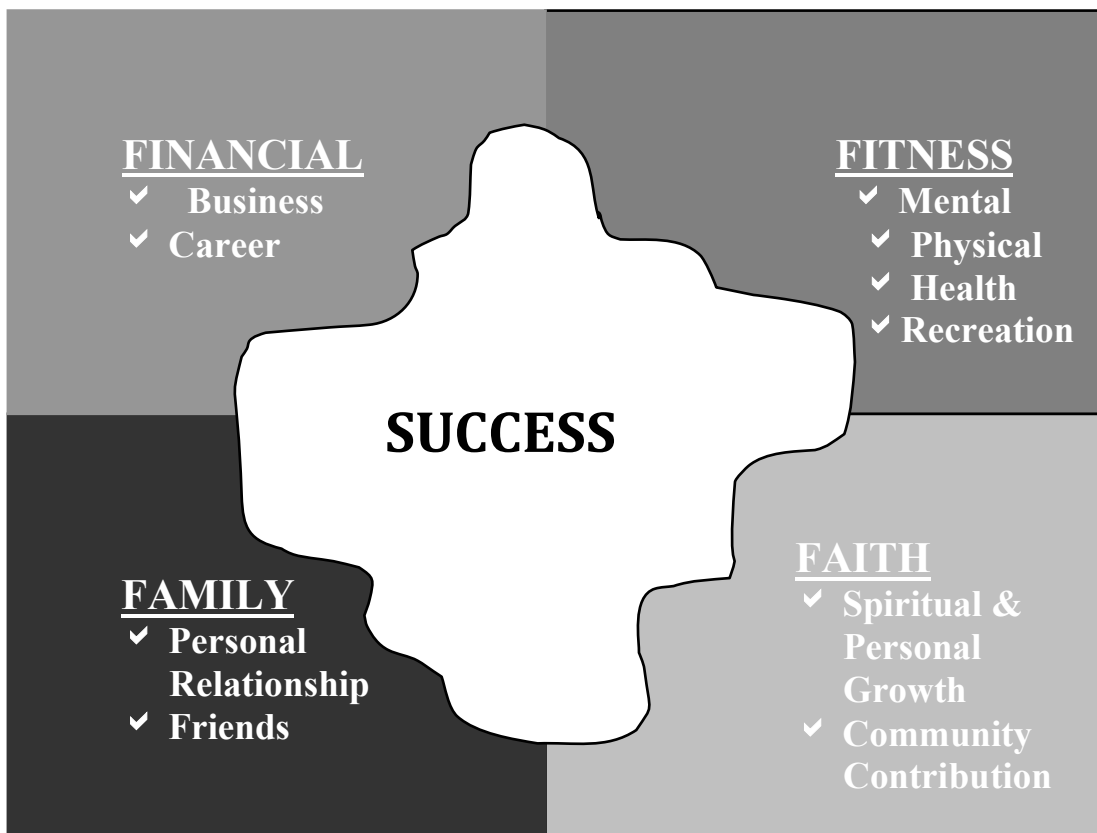 FINANCIAL
Business
Career
FITNESS
Mental
Physical
Health
Recreation
SUCCESS
FAMILY
Personal
Relationship
Friends
FAITH
Spiritual &
Personal
Growth
Community
Contribution